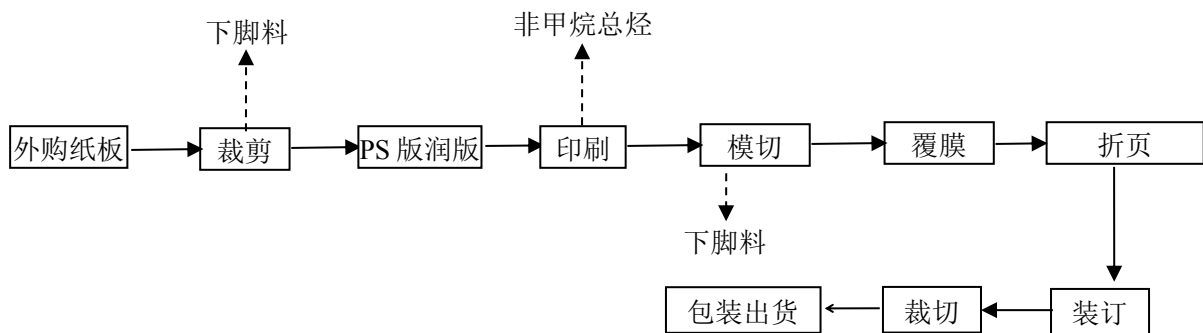 下脚料
非甲烷总烃
外购纸板
裁剪
PS 版润版
印刷
模切
覆膜
折页
下脚料
包装出货
裁切
装订